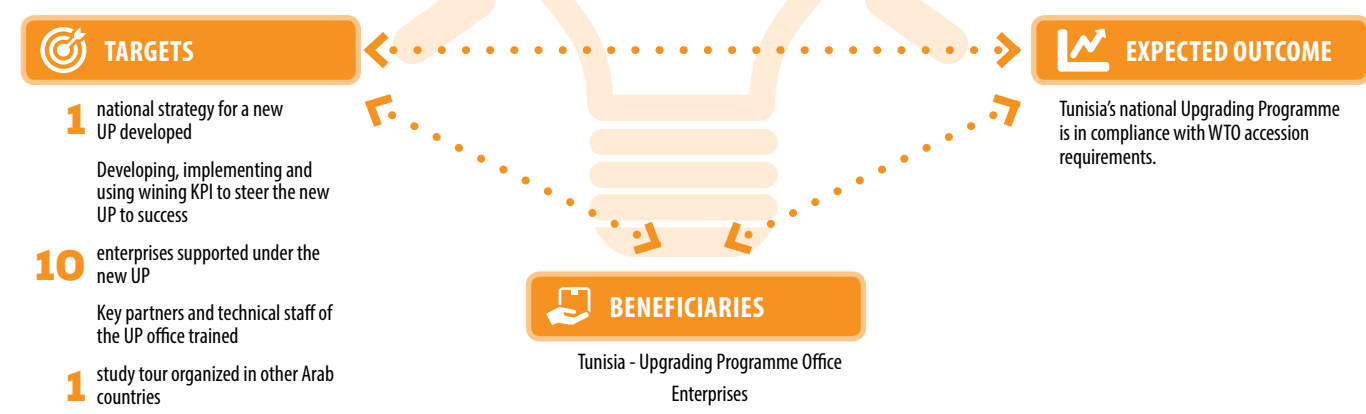 TARGETS
1 national strategy for a new
UP developed
Developing, implementing and
using wining KPI to steer the new
UP to success
10 enterprises supported under the
new UP
Key partners and technical staff of
the UP office trained
1 study tour organized in other Arab
countries
BENEFICIARIES
Tunisia - Upgrading Programme Office
Enterprises
EXPECTED OUTCOME
Tunisia's national Upgrading Programme
is in compliance with WTO accession
requirements.